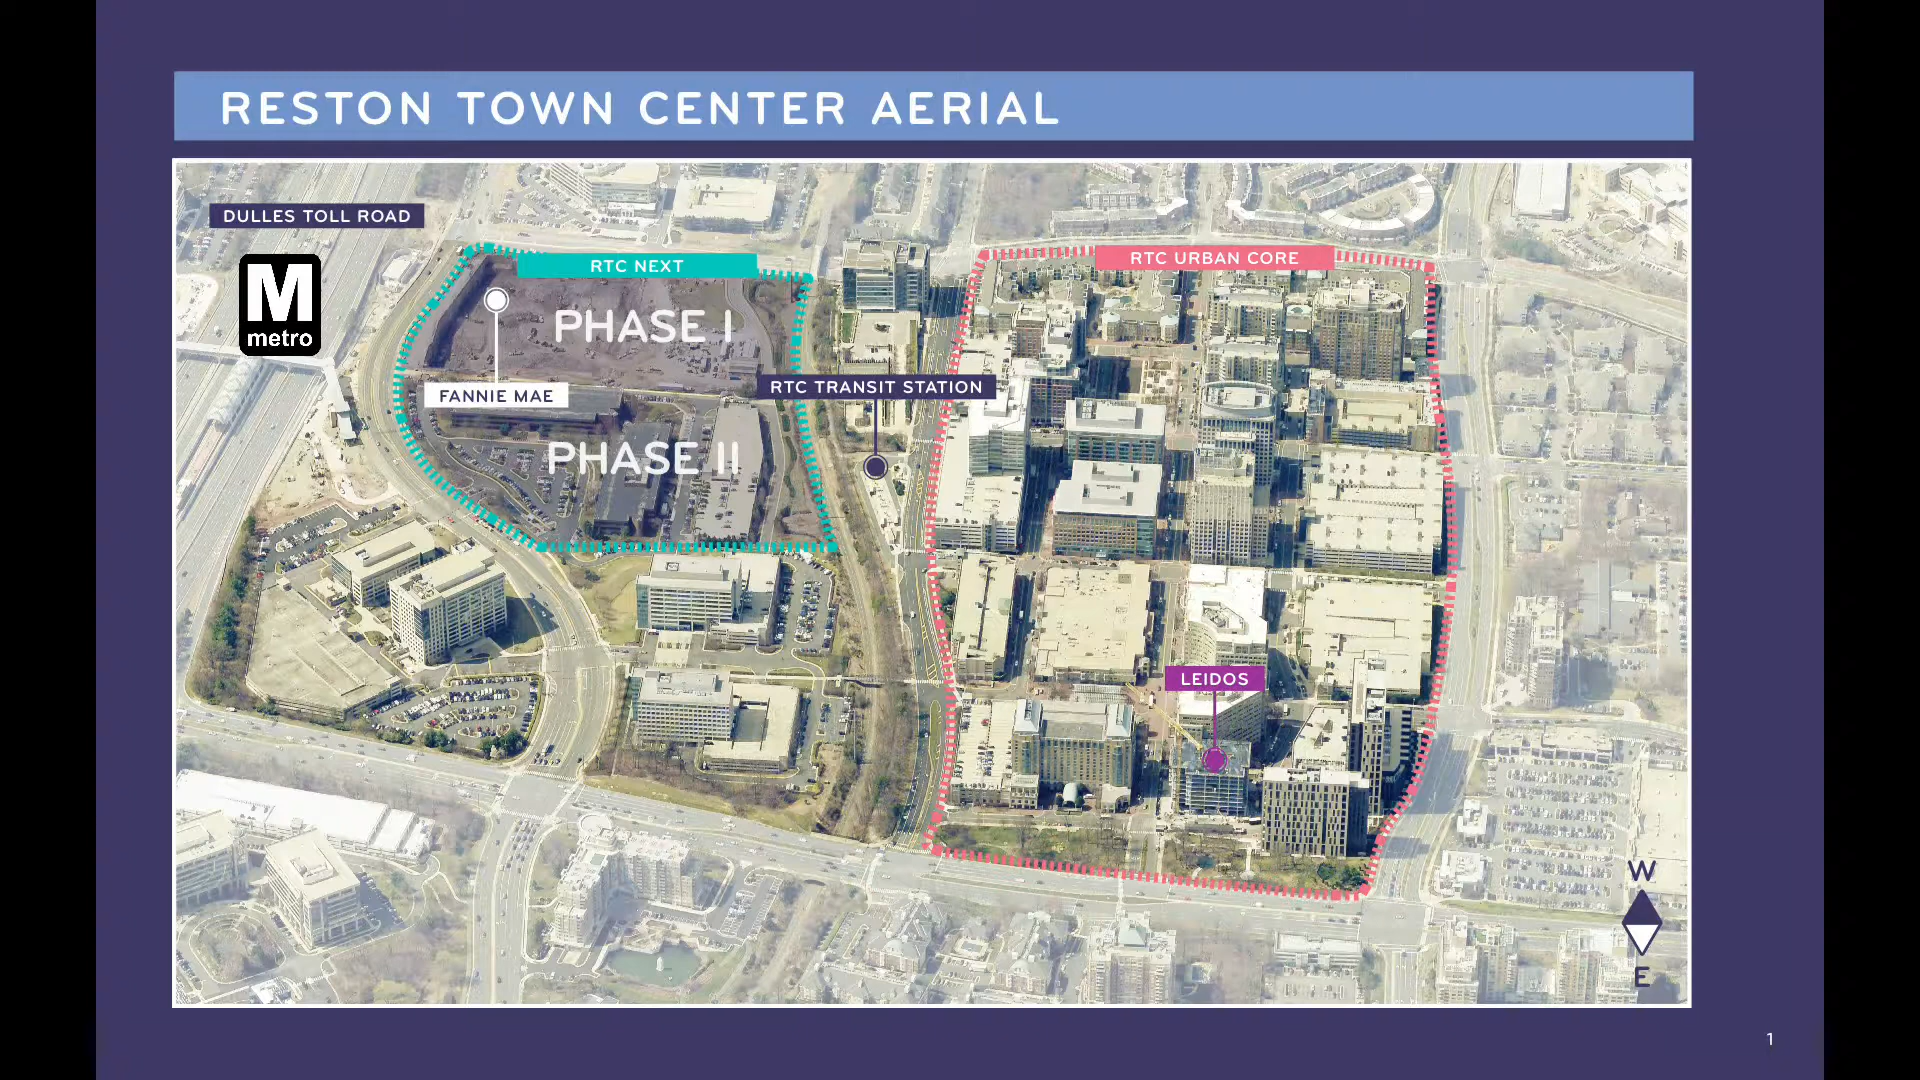 RESTON TOWN CENTER AERIAL
DULLES TOLL ROAD
M
metro
RTC NEXT
RTC URBAN CORE
PHASE I
FANNIE MAE
RTC TRANSIT STATION
PHASE II
LEIDOS
W
E
1